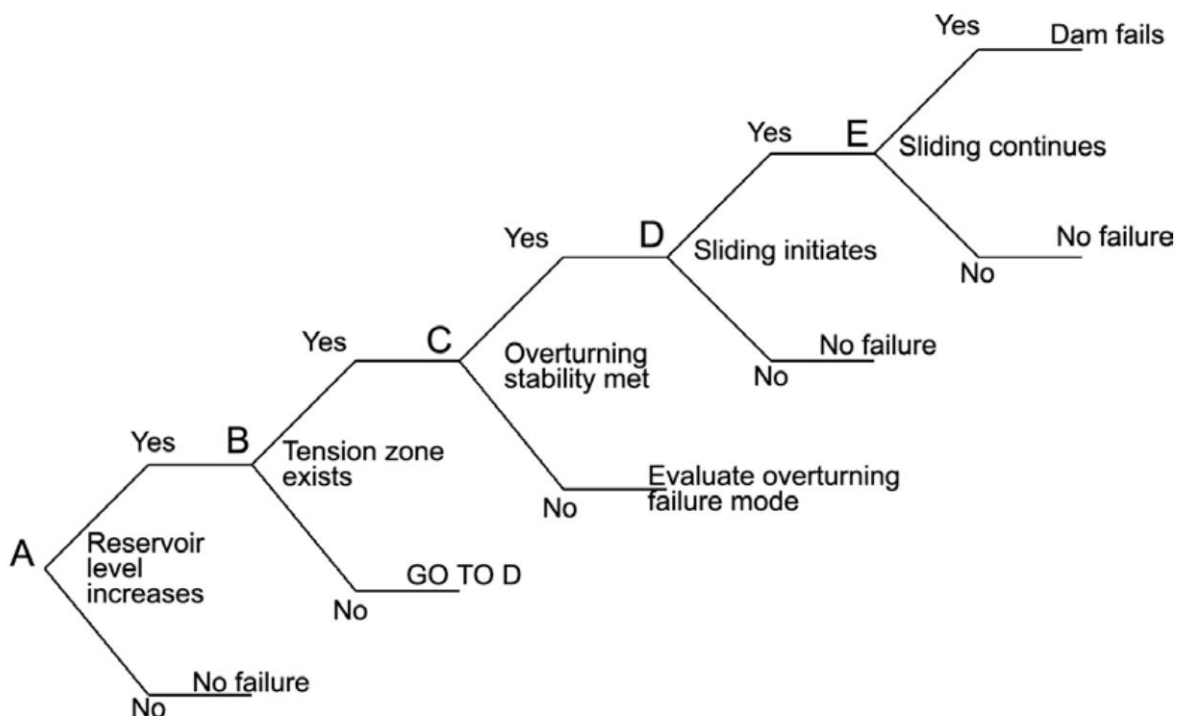 Yes
Dam fails
Yes
E
Sliding continues
Yes
D
Sliding initiates
No failure
No
Yes
C
Overturning
stability met
No failure
No
Yes
B
Tension zone
exists
Evaluate overturning
failure mode
No
A
Reservoir
level
increases
GO TO D
No
No failure
No